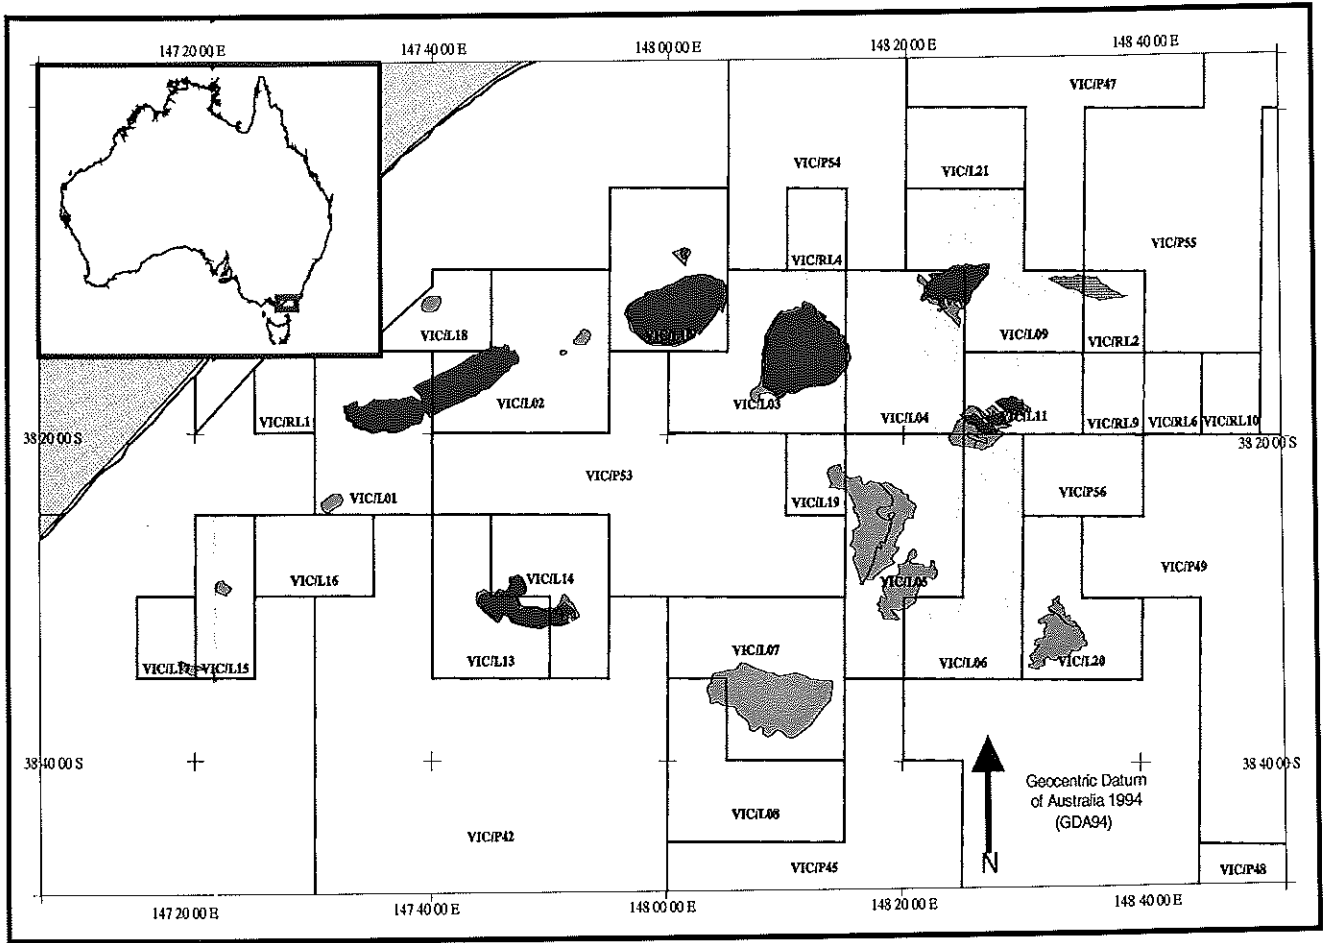 147 20 00 E
147 40 00 E
148 00 00 E
148 20 00 E
148 40 00 E
VIC/P47
VIC/P54
VIC/L21
VIC/P55
VIC/RL4
VIC/L18
VIC/L09
VIC/RL2
VIC/RL1
VIC/L02
VIC/L03
VIC/L04
VIC/L11
VIC/RL9
VIC/RL6
VIC/RL10
38 20 00 S
38 20 00 S
VIC/L01
VIC/P53
VIC/L19
VIC/P56
VIC/L16
VIC/L14
VIC/L05
VIC/P49
VIC/L17
VIC/L15
VIC/L13
VIC/L07
VIC/L06
VIC/L20
38 40 00 S
38 40 00 S
Geocentric Datum
of Australia 1994
(GDA94)
VIC/L08
VIC/P42
VIC/P45
N
VIC/P48
147 20 00 E
147 40 00 E
148 00 00 E
148 20 00 E
148 40 00 E